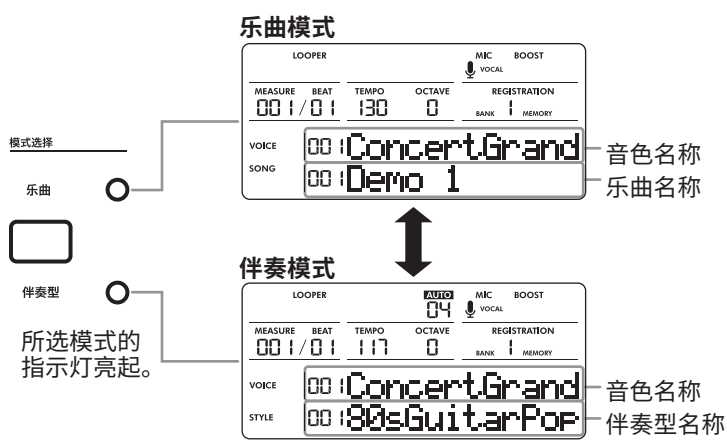 乐曲模式
LOOPER MIC BOOST
VOCAL
MEASURE BEAT TEMPO OCTAVE REGISTRATION
001/01 130 0 BANK 1 MEMORY
模式选择
VOICE 001 ConcertGrand 音色名称
SONG 001 Demo 1 乐曲名称
乐曲
伴奏模式
伴奏型
LOOPER AUTO MIC BOOST
04 VOCAL
MEASURE BEAT TEMPO OCTAVE REGISTRATION
001/01 117 0 BANK 1 MEMORY
所选模式的
指示灯亮起。
VOICE 001 ConcertGrand 音色名称
STYLE 001 80sGuitarPop 伴奏型名称